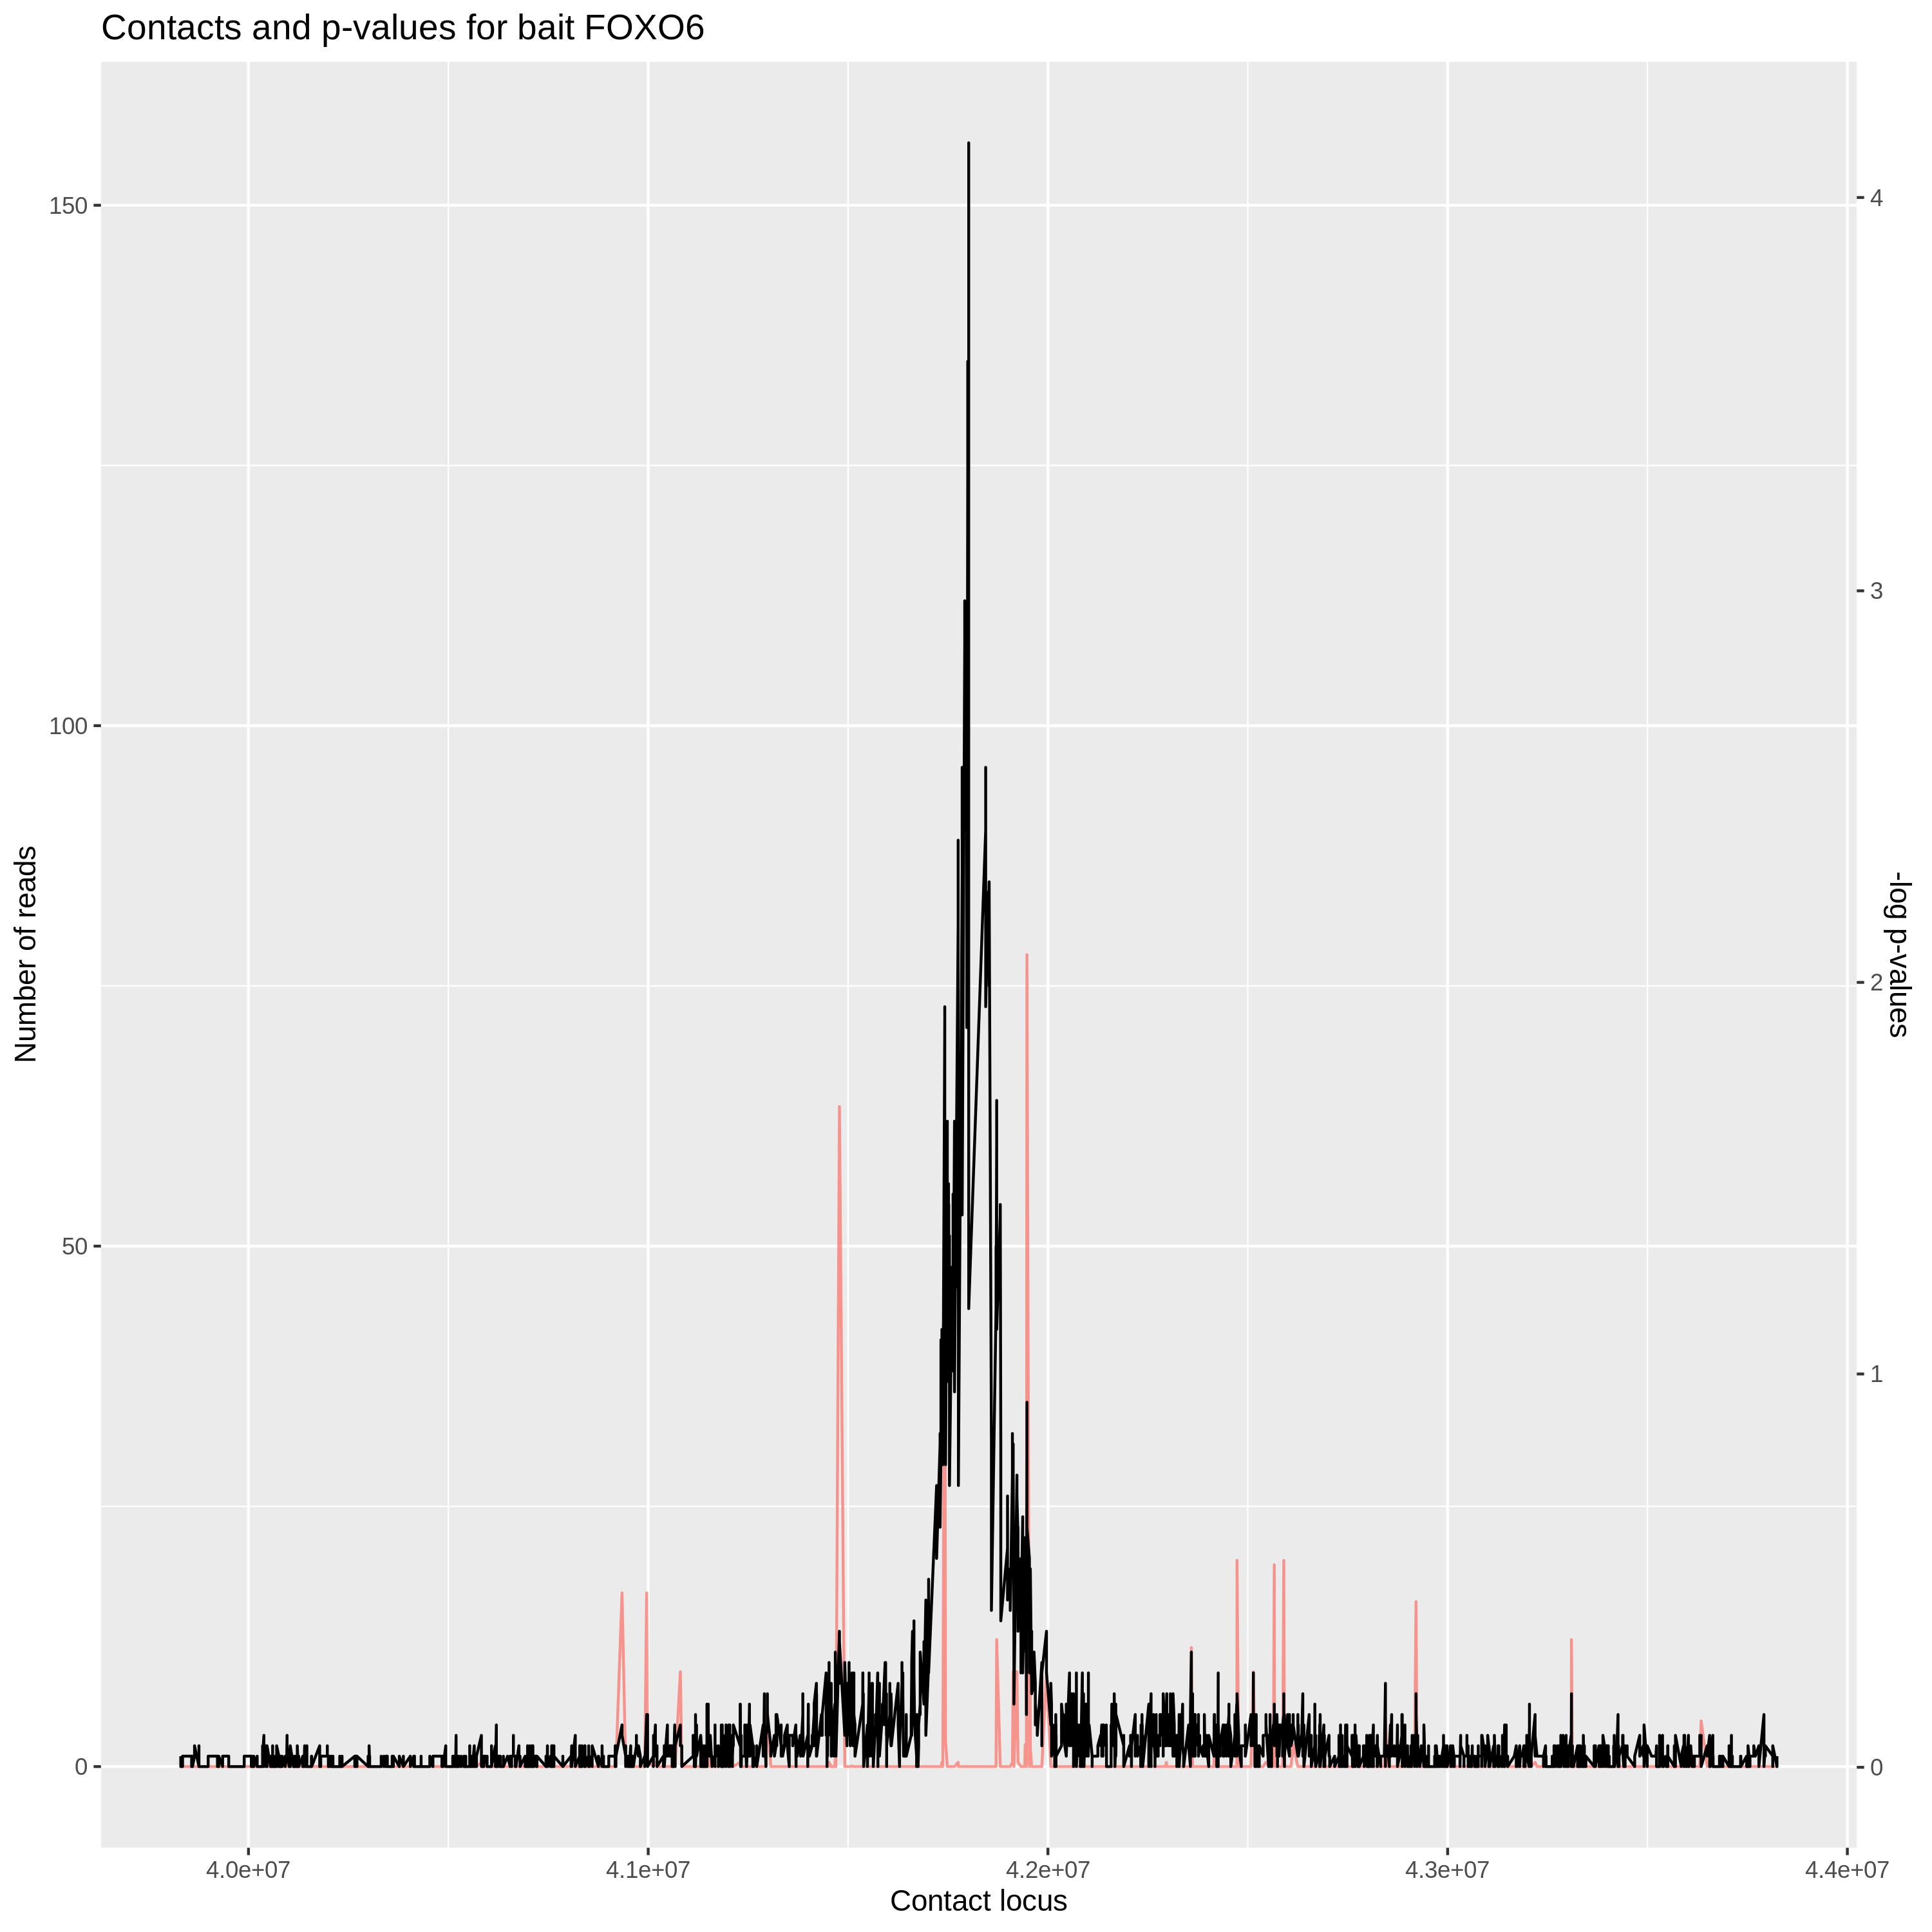 Contacts and p-values for bait FOXO6
150
100
50
0
Number of reads
4
3
2
1
0
-log p-values
4.0e+07
4.1e+07
4.2e+07
4.3e+07
4.4e+07
Contact locus